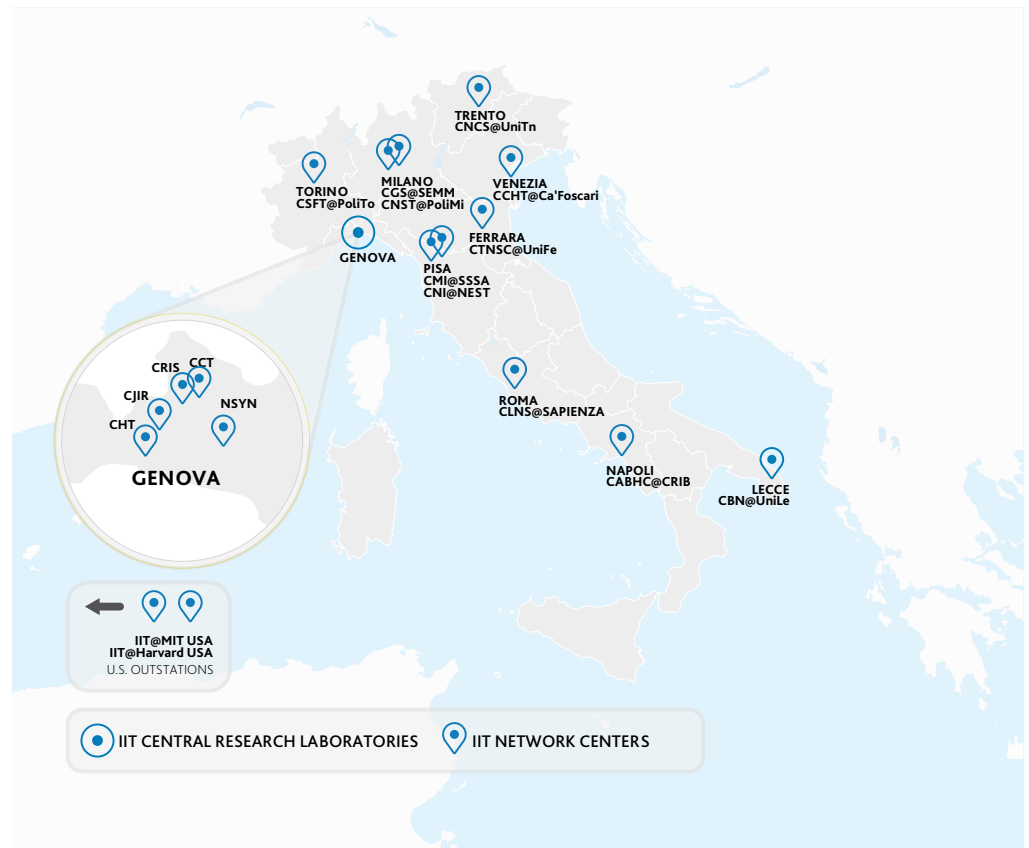 TRENTO
CNCS@UniTn
TORINO
CSFT@PoliTo
MILANO
CGS@SEMM
CNST@PoliMi
VENEZIA
CCHT@Ca'Foscari
GENOVA
FERRARA
CTNSC@UniFe
PISA
CMI@SSSA
CNI@NEST
CRIS
CCT
CJIR
NSYN
CHT
GENOVA
ROMA
CLNS@SAPIENZA
NAPOLI
CABHC@CRIB
LECCE
CBN@UniLe
IIT@MIT USA
IIT@Harvard USA
U.S. OUTSTATIONS
IIT CENTRAL RESEARCH LABORATORIES
IIT NETWORK CENTERS